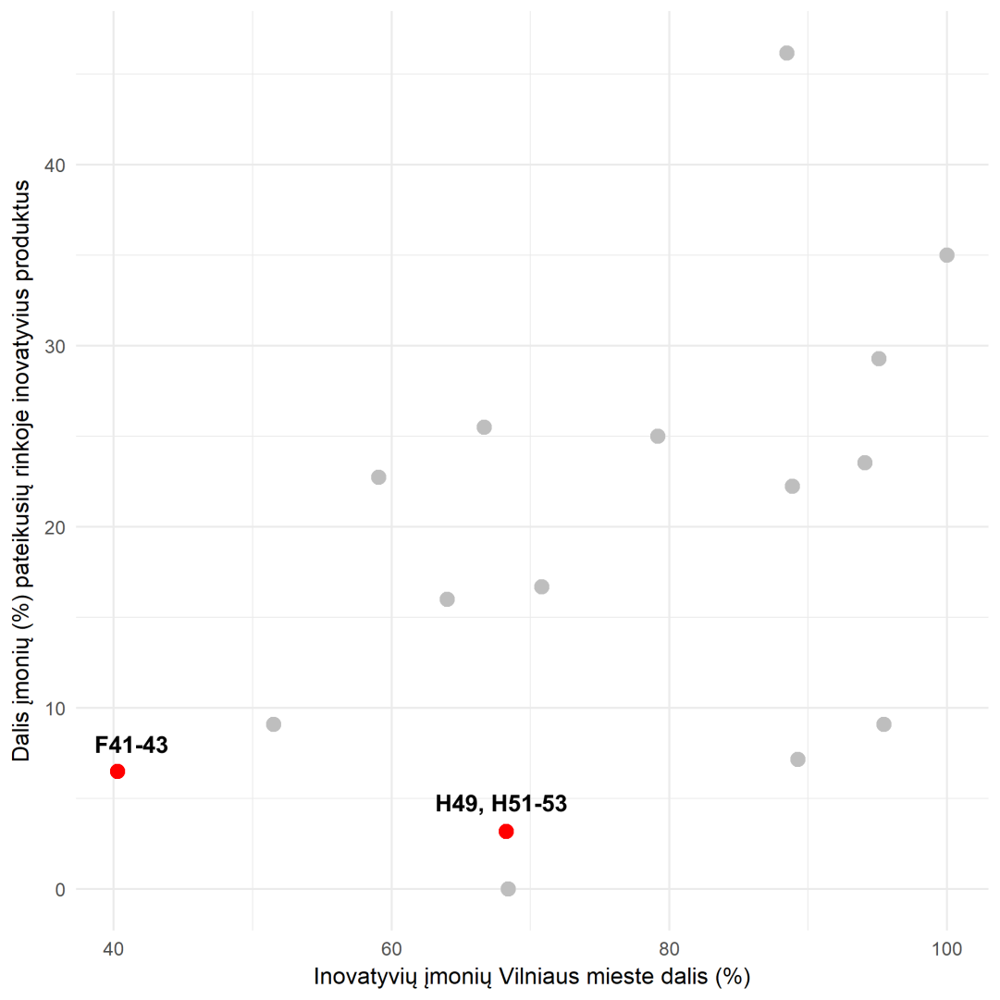 Dalis įmonių (%) pateikusių rinkoje inovatyvius produktus
40
30
20
10
0
F41-43
H49, H51-53
40
60
80
100
Inovatyvių įmonių Vilniaus mieste dalis (%)